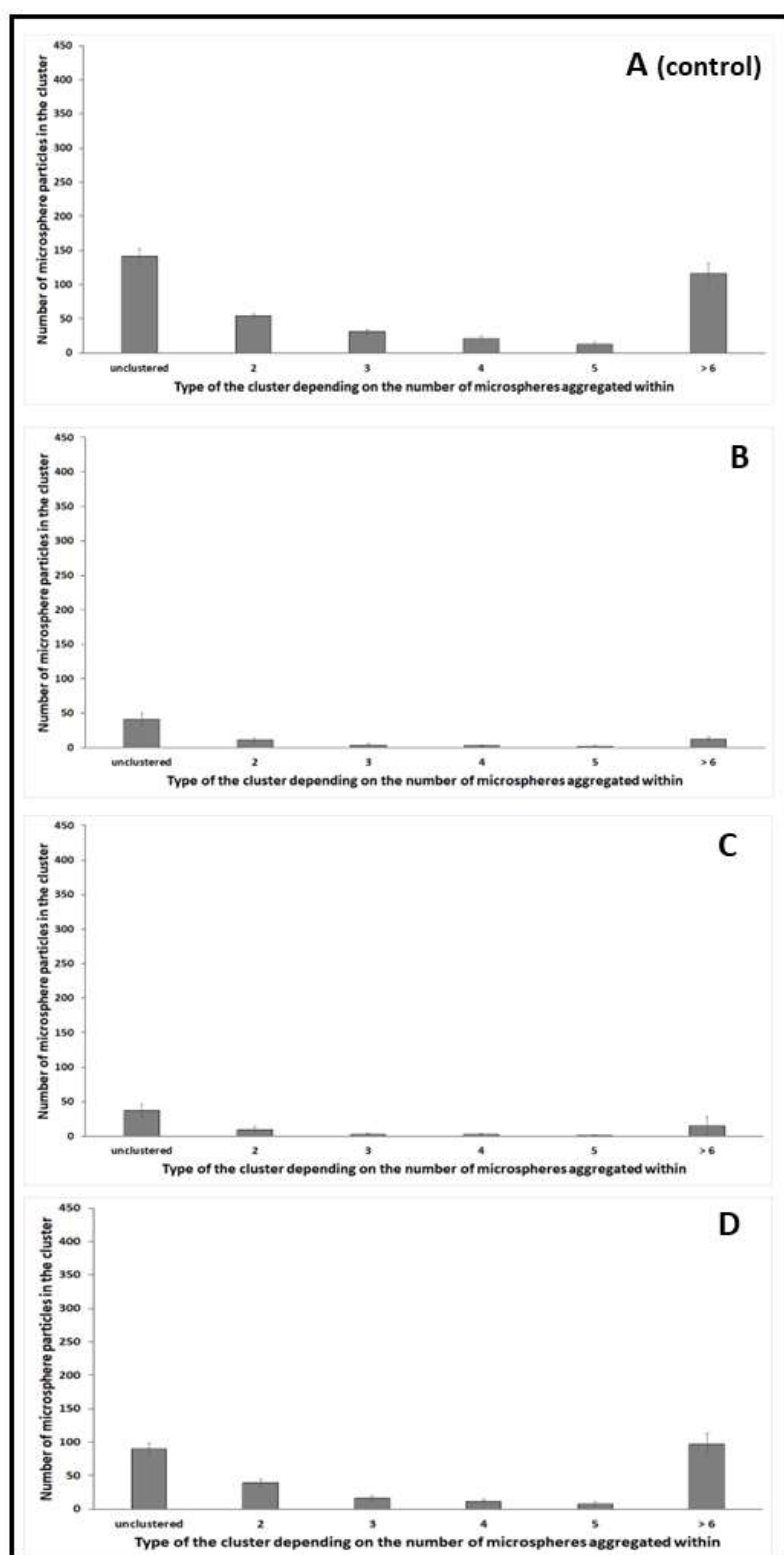 A (control)
Number of microsphere particles in the cluster
450
400
350
300
250
200
150
100
50
0
unclustered 2 3 4 5 > 6
Type of the cluster depending on the number of microspheres aggregated within
B
Number of microsphere particles in the cluster
450
400
350
300
250
200
150
100
50
0
unclustered 2 3 4 5 > 6
Type of the cluster depending on the number of microspheres aggregated within
C
Number of microsphere particles in the cluster
450
400
350
300
250
200
150
100
50
0
unclustered 2 3 4 5 > 6
Type of the cluster depending on the number of microspheres aggregated within
D
Number of microsphere particles in the cluster
450
400
350
300
250
200
150
100
50
0
unclustered 2 3 4 5 > 6
Type of the cluster depending on the number of microspheres aggregated within